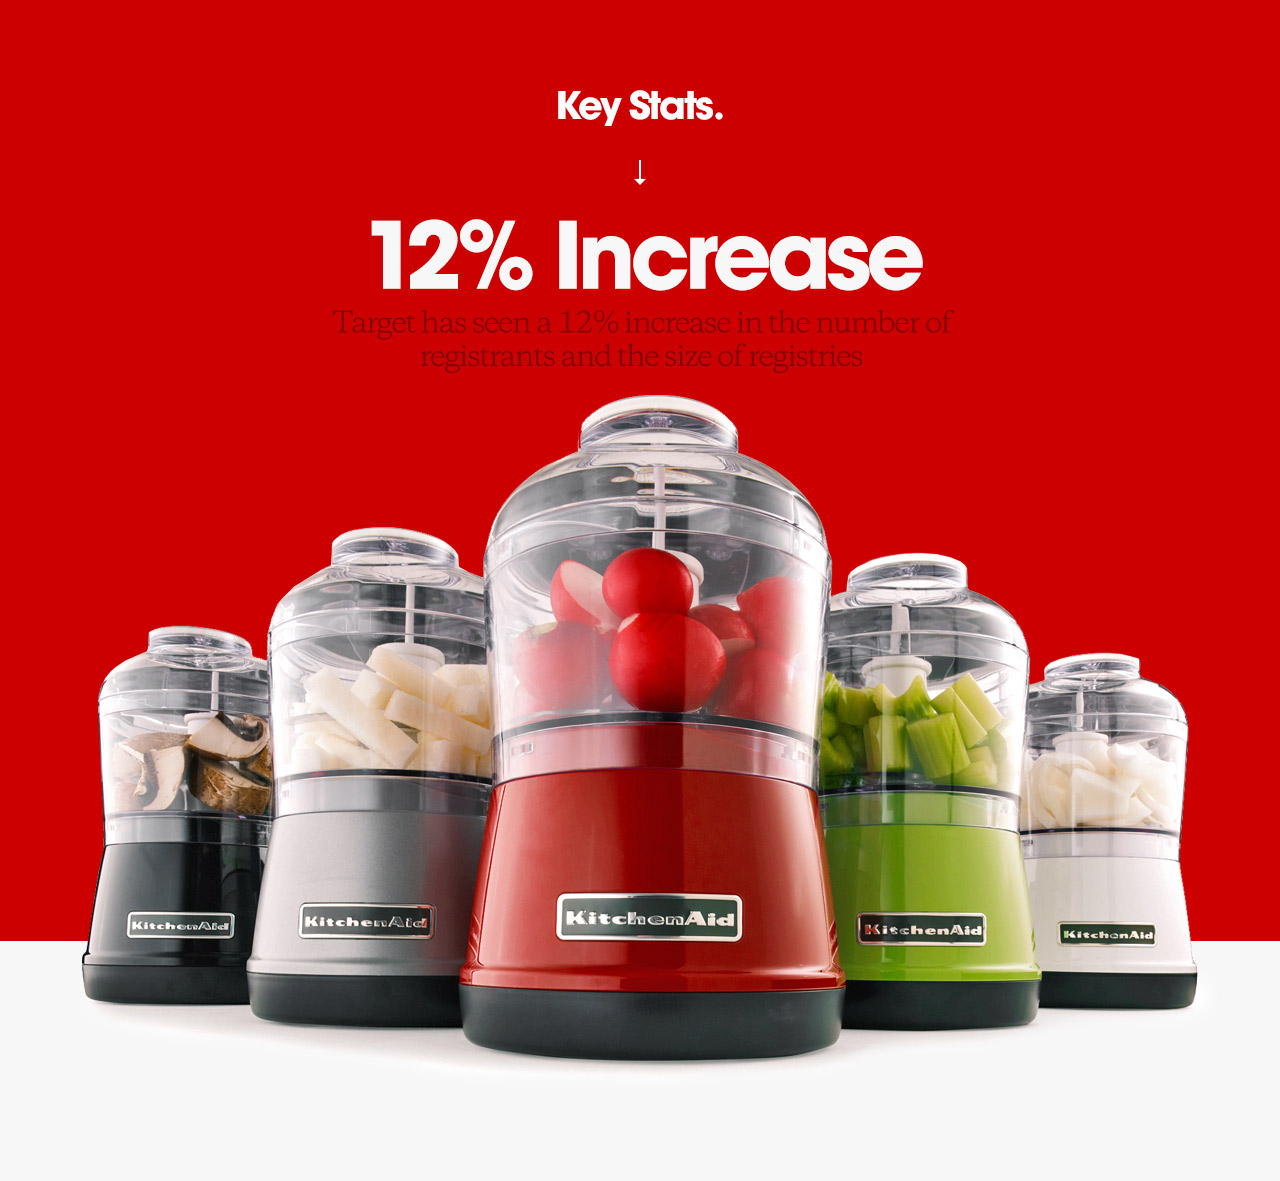 Key Stats.
12% Increase
Target has seen a 12% increase in the number of
registrants and the size of registries
KitchenAid
KitchenAid
KitchenAid
KitchenAid
KitchenAid